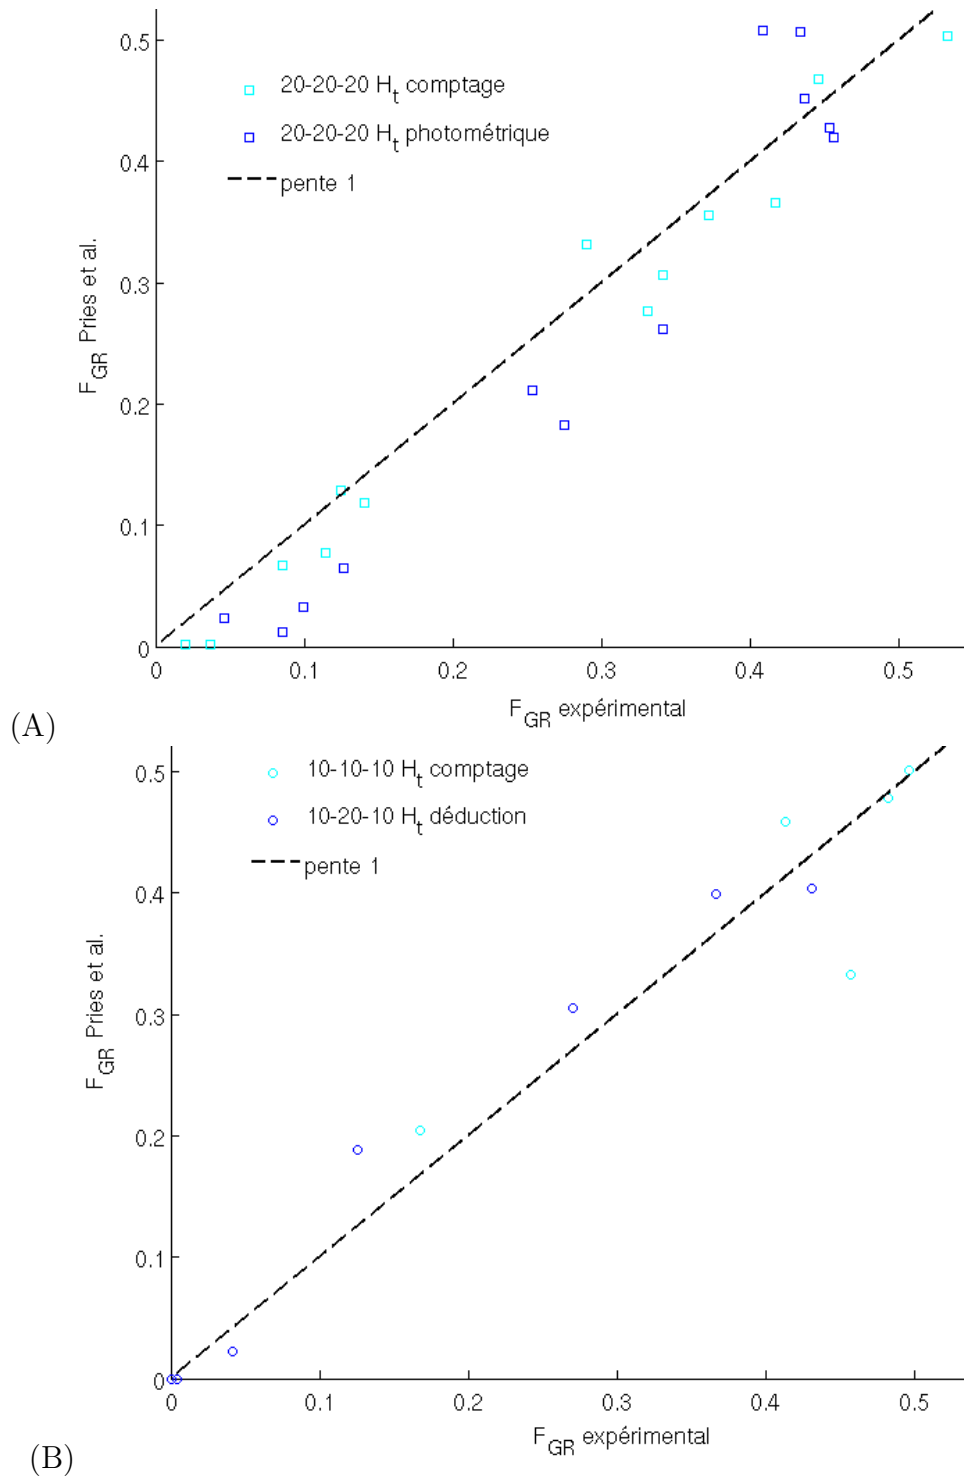 0.5
20-20-20 H_t comptage
20-20-20 H_t photométrique
pente 1
0.4
0.3
0.2
0.1
0
F_GR Pries et al.
0 0.1 0.2 0.3 0.4 0.5
F_GR expérimental
(A)
0.5
10-10-10 H_t comptage
10-20-10 H_t déduction
pente 1
0.4
0.3
0.2
0.1
0
F_GR Pries et al.
0 0.1 0.2 0.3 0.4 0.5
F_GR expérimental
(B)